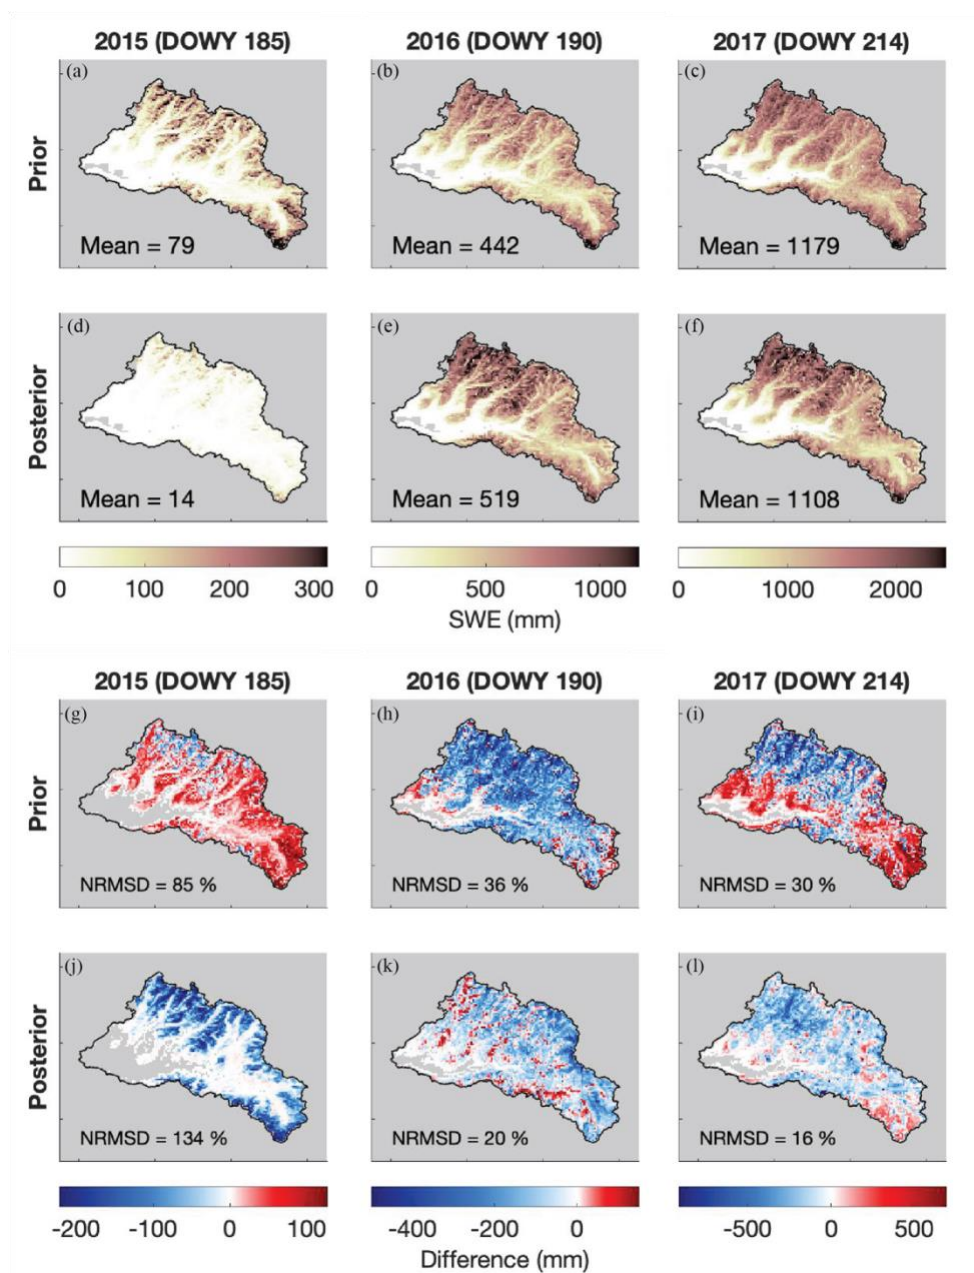 2015 (DOWY 185) 2016 (DOWY 190) 2017 (DOWY 214)
Prior
(a) (b) (c)
Mean = 79 Mean = 442 Mean = 1179
Posterior
(d) (e) (f)
Mean = 14 Mean = 519 Mean = 1108
0 100 200 300 0 500 1000 0 1000 2000
SWE (mm)
2015 (DOWY 185) 2016 (DOWY 190) 2017 (DOWY 214)
Prior
(g) (h) (i)
NRMSD = 85 % NRMSD = 36 % NRMSD = 30 %
Posterior
(j) (k) (l)
NRMSD = 134 % NRMSD = 20 % NRMSD = 16 %
-200 -100 0 100 -400 -200 0 -500 0 500
Difference (mm)